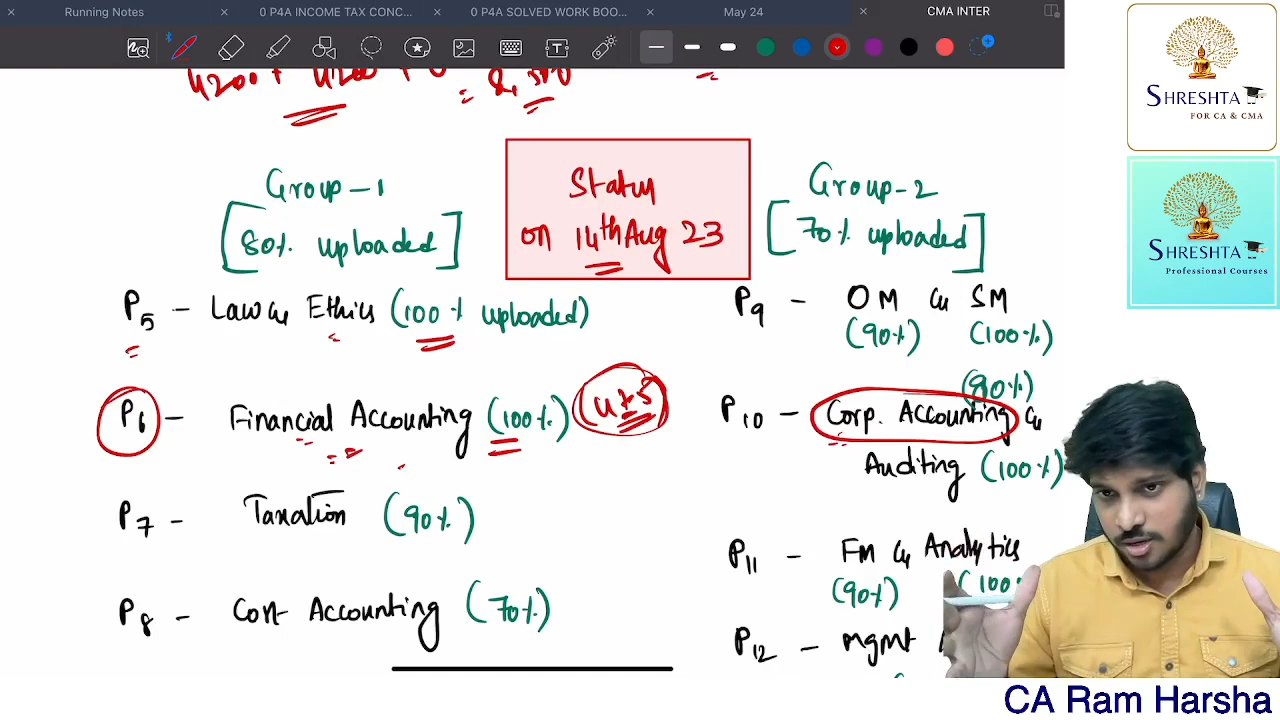 Running Notes
0 P4A INCOME TAX CONC...
0 P4A SOLVED WORK BOO...
May 24
CMA INTER
4200 + 4200
SHRESHTA
FOR CA & CMA
SHRESHTA
Professional Courses
Group-1
[80% uploaded]
Status
on 14th Aug 23
Group-2
[70% uploaded]
P5 - Law & Ethics (100% uploaded)
P6 - Financial Accounting (100%)
P7 - Taxation (90%)
P8 - Cost Accounting (70%)
P9 - OM & SM
(90%) (100%)
(90%)
P10 - Corp. Accounting &
Auditing (100%)
P11 - FM & Analytics
(90%) (100
P12 - mgmt
CA Ram Harsha